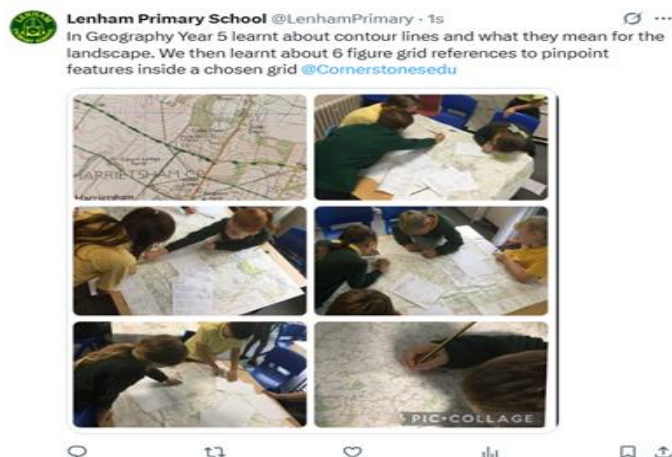 Lenham Primary School @LenhamPrimary · 1s
In Geography Year 5 learnt about contour lines and what they mean for the
landscape. We then learnt about 6 figure grid references to pinpoint
features inside a chosen grid @Cornerstonesedu
HARRIETSHAM CP
Harrietsham
PIC•COLLAGE